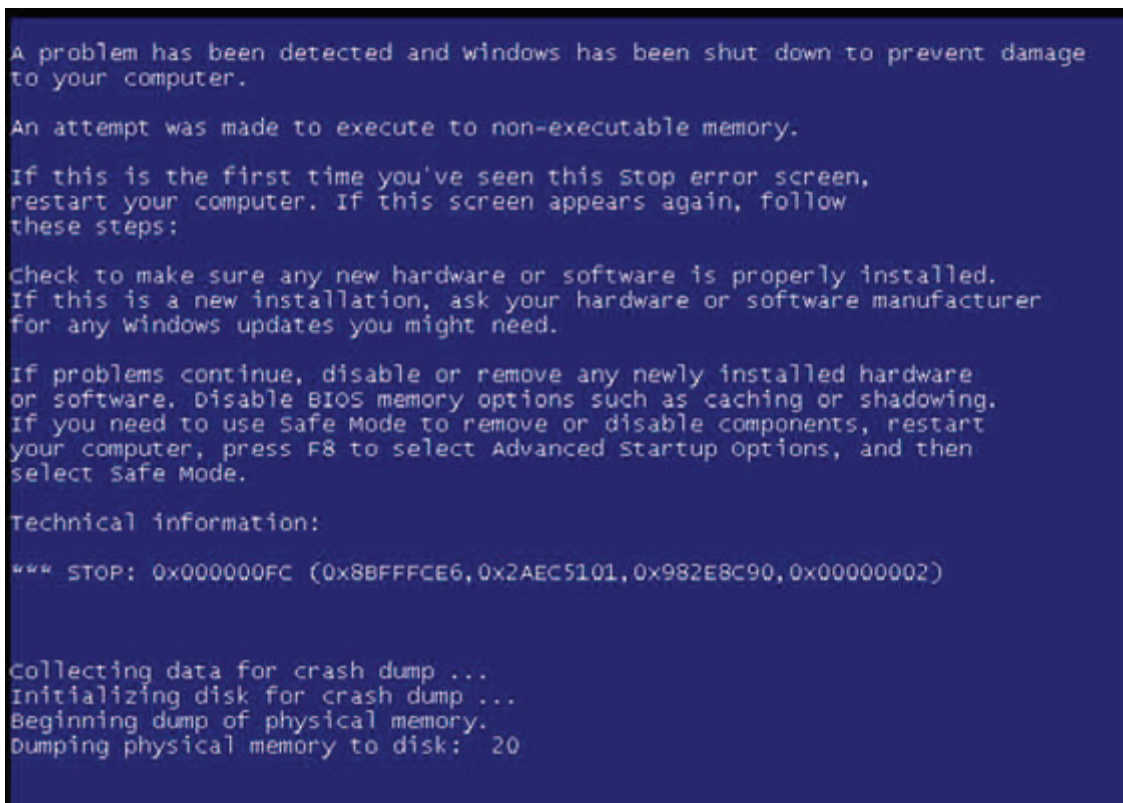 A problem has been detected and windows has been shut down to prevent damage
to your computer.
An attempt was made to execute to non-executable memory.
If this is the first time you've seen this Stop error screen,
restart your computer. If this screen appears again, follow
these steps:
Check to make sure any new hardware or software is properly installed.
If this is a new installation, ask your hardware or software manufacturer
for any windows updates you might need.
If problems continue, disable or remove any newly installed hardware
or software. Disable BIOS memory options such as caching or shadowing.
If you need to use Safe Mode to remove or disable components, restart
your computer, press F8 to select Advanced Startup Options, and then
select Safe Mode.
Technical information:
*** STOP: 0x000000FC (0x8BFFFCE6,0x2AEC5101,0x982E8C90,0x00000002)
Collecting data for crash dump ...
Initializing disk for crash dump ...
Beginning dump of physical memory.
Dumping physical memory to disk:  20